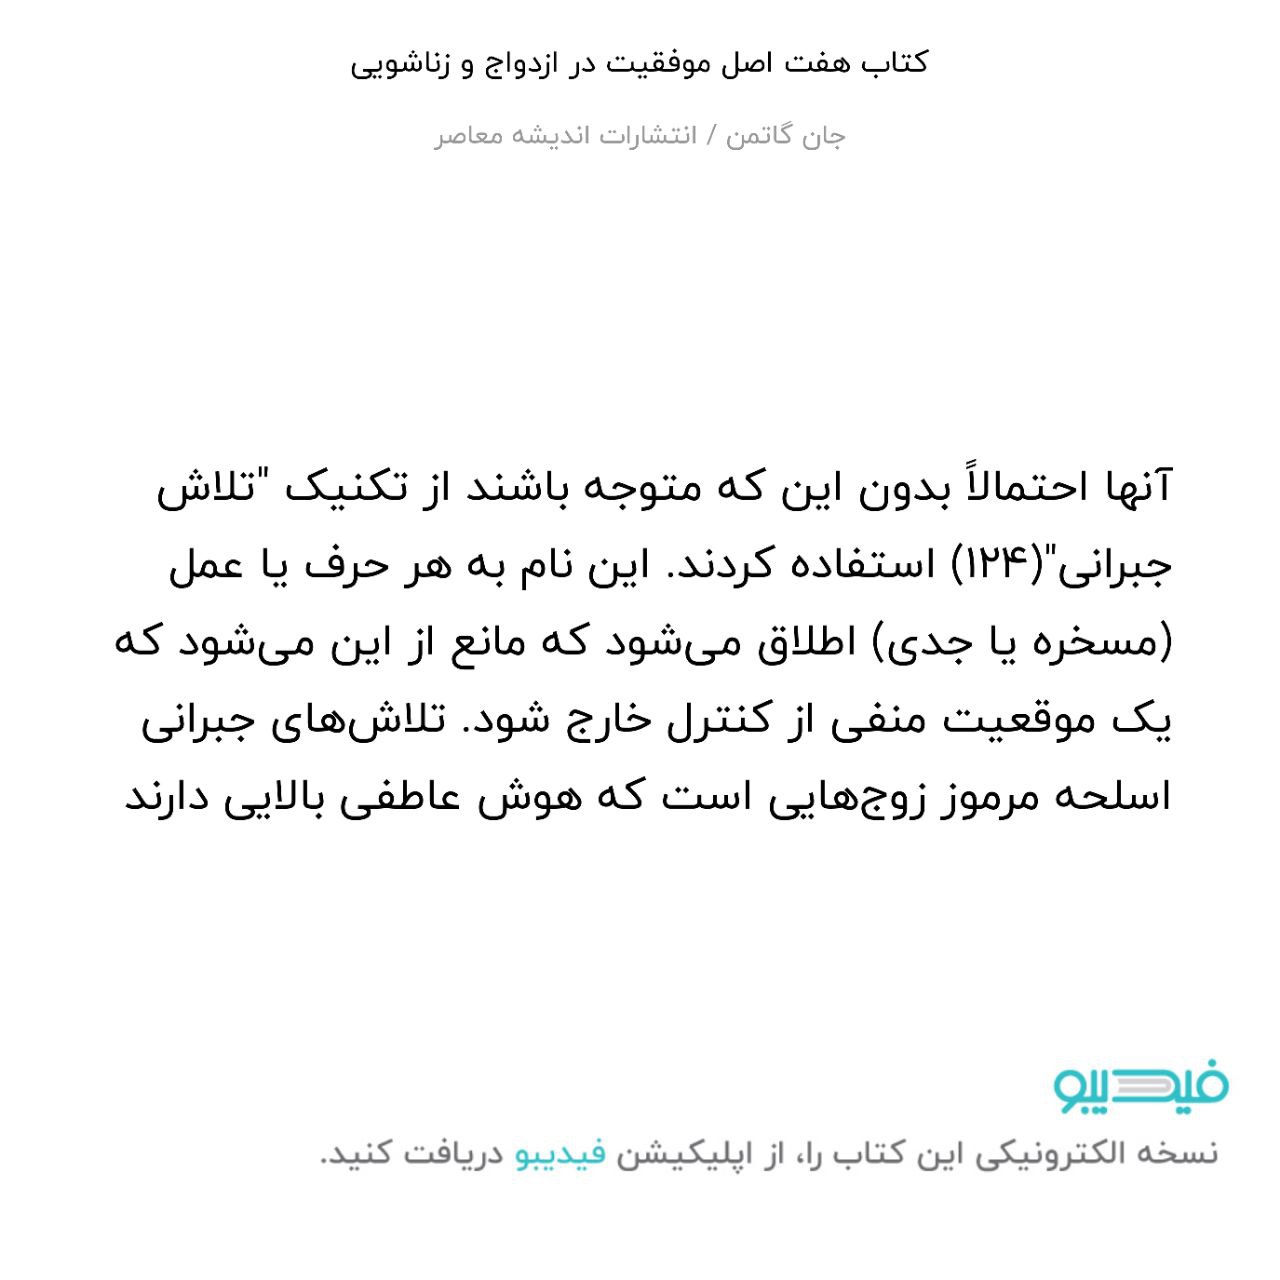 کتاب هفت اصل موفقیت در ازدواج و زناشویی
جان گاتمن / انتشارات اندیشه معاصر
آنها احتمالاً بدون این که متوجه باشند از تکنیک "تلاش
جبرانی"(۱۲۴) استفاده کردند. این نام به هر حرف یا عمل
(مسخره یا جدی) اطلاق می‌شود که مانع از این می‌شود که
یک موقعیت منفی از کنترل خارج شود. تلاش‌های جبرانی
اسلحه مرموز زوج‌هایی است که هوش عاطفی بالایی دارند
فیدیبو
نسخه الکترونیکی این کتاب را، از اپلیکیشن فیدیبو دریافت کنید.